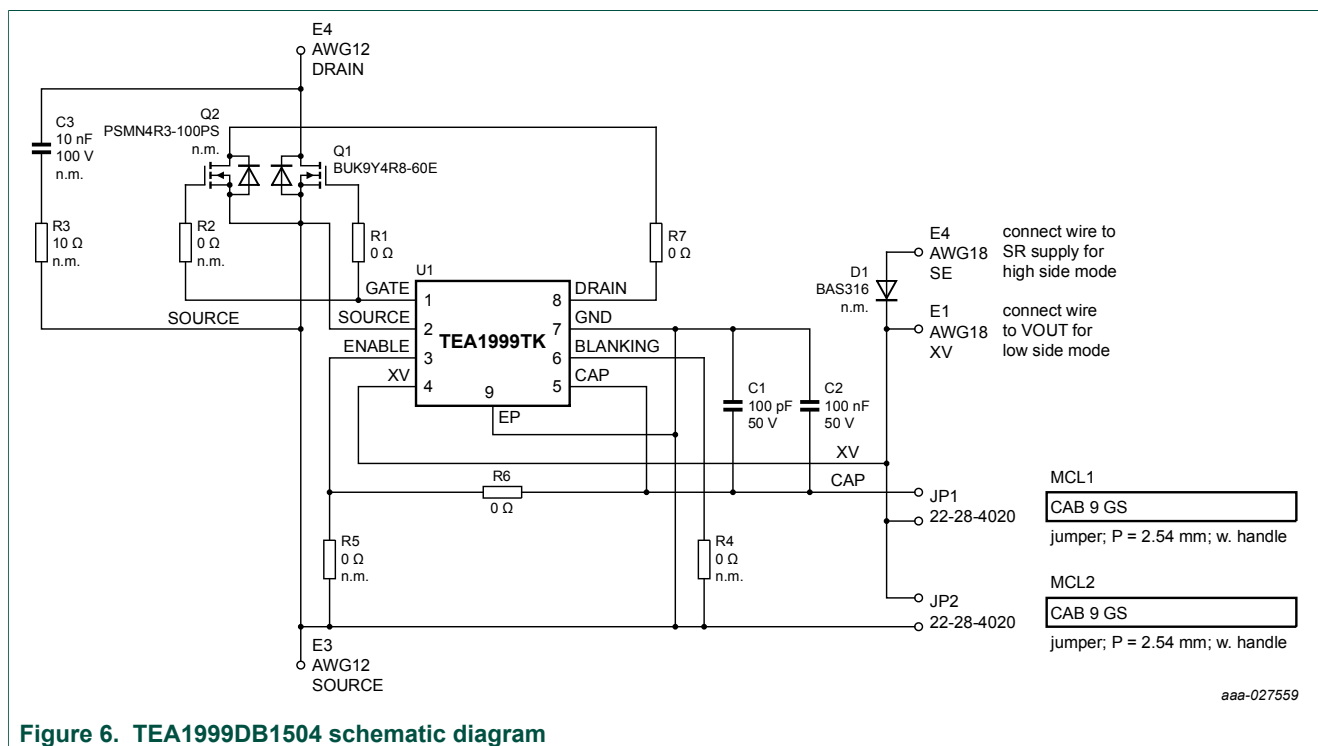 E4
AWG12
DRAIN
C3
10 nF
100 V
n.m.
Q2
PSMN4R3-100PS
n.m.
Q1
BUK9Y4R8-60E
R3
10 Ω
n.m.
R2
0 Ω
n.m.
R1
0 Ω
R7
0 Ω
E4
AWG18
SE
connect wire to
SR supply for
high side mode
D1
BAS316
n.m.
E1
AWG18
XV
connect wire
to VOUT for
low side mode
U1
GATE 1
SOURCE 2
ENABLE 3
XV 4
TEA1999TK
8 DRAIN
7 GND
6 BLANKING
5 CAP
9
EP
SOURCE
C1
100 pF
50 V
C2
100 nF
50 V
XV
CAP
R6
0 Ω
JP1
22-28-4020
MCL1
CAB 9 GS
jumper; P = 2.54 mm; w. handle
R5
0 Ω
n.m.
R4
0 Ω
n.m.
JP2
22-28-4020
MCL2
CAB 9 GS
jumper; P = 2.54 mm; w. handle
E3
AWG12
SOURCE
aaa-027559
Figure 6. TEA1999DB1504 schematic diagram